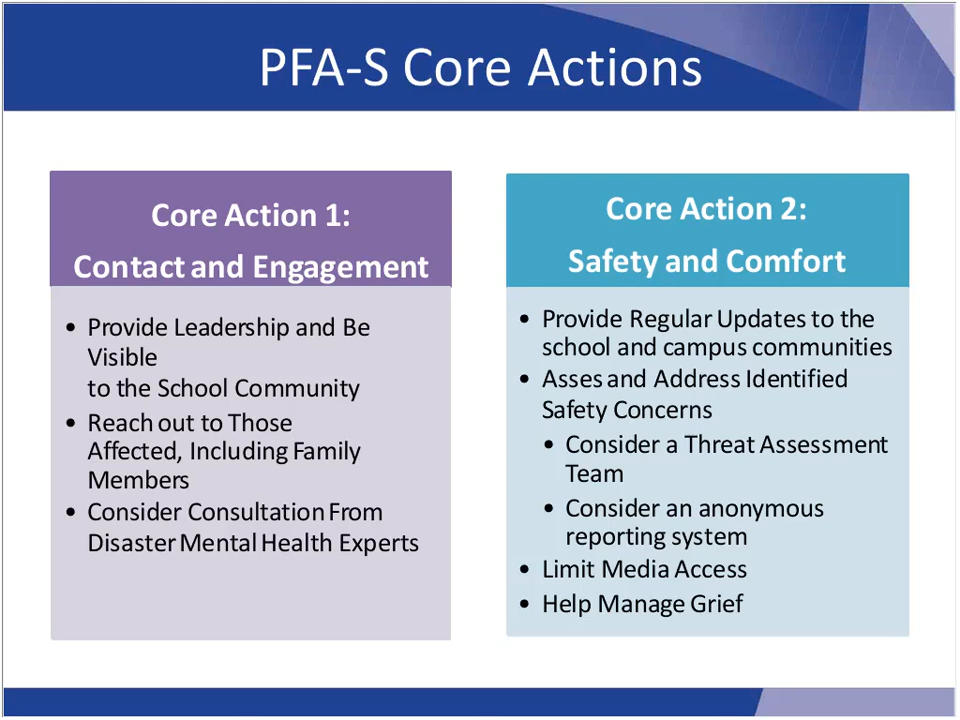 PFA-S Core Actions
Core Action 1:
Contact and Engagement
• Provide Leadership and Be
Visible
to the School Community
• Reach out to Those
Affected, Including Family
Members
• Consider Consultation From
Disaster Mental Health Experts
Core Action 2:
Safety and Comfort
• Provide Regular Updates to the
school and campus communities
• Asses and Address Identified
Safety Concerns
• Consider a Threat Assessment
Team
• Consider an anonymous
reporting system
• Limit Media Access
• Help Manage Grief